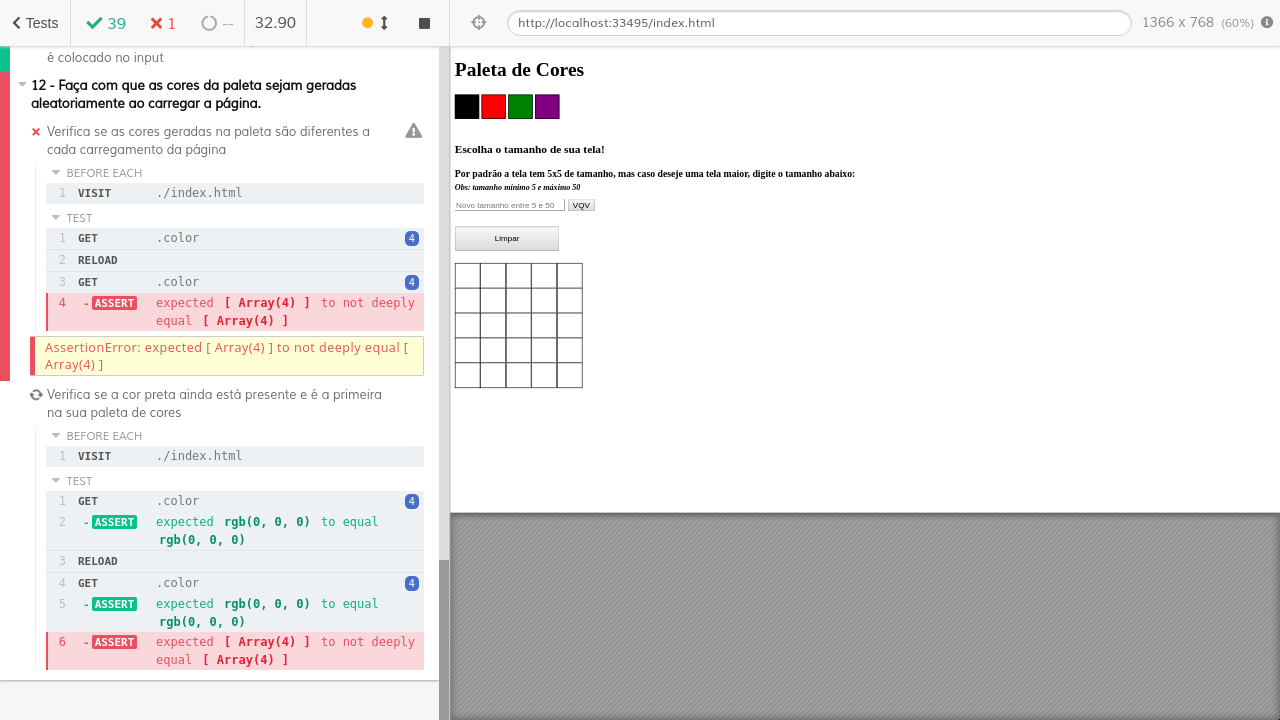 Tests
39
1
--
32.90
http://localhost:33495/index.html
1366 x 768 (60%)
é colocado no input
12 - Faça com que as cores da paleta sejam geradas
aleatoriamente ao carregar a página.
Verifica se as cores geradas na paleta são diferentes a
cada carregamento da página
BEFORE EACH
1 VISIT ./index.html
TEST
1 GET .color 4
2 RELOAD
3 GET .color 4
4 -ASSERT expected [ Array(4) ] to not deeply
equal [ Array(4) ]
AssertionError: expected [ Array(4) ] to not deeply equal [
Array(4) ]
Verifica se a cor preta ainda está presente e é a primeira
na sua paleta de cores
BEFORE EACH
1 VISIT ./index.html
TEST
1 GET .color 4
2 -ASSERT expected rgb(0, 0, 0) to equal
rgb(0, 0, 0)
3 RELOAD
4 GET .color 4
5 -ASSERT expected rgb(0, 0, 0) to equal
rgb(0, 0, 0)
6 -ASSERT expected [ Array(4) ] to not deeply
equal [ Array(4) ]
Paleta de Cores
Escolha o tamanho de sua tela!
Por padrão a tela tem 5x5 de tamanho, mas caso deseje uma tela maior, digite o tamanho abaixo:
Obs: tamanho mínimo 5 e máximo 50
Novo tamanho entre 5 e 50
VQV
Limpar